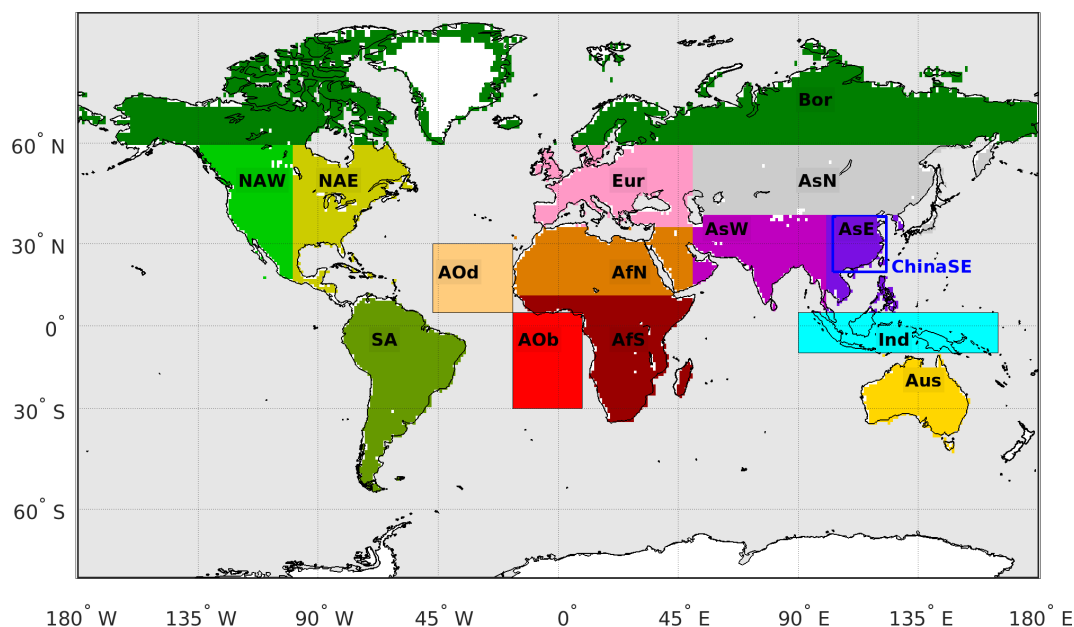 Bor
60° N
NAW NAE Eur AsN
AsW AsE
30° N
ChinaSE
AOd AfN
0°
SA AOb AfS Ind
Aus
30° S
60° S
180° W 135° W 90° W 45° W 0° 45° E 90° E 135° E 180° E